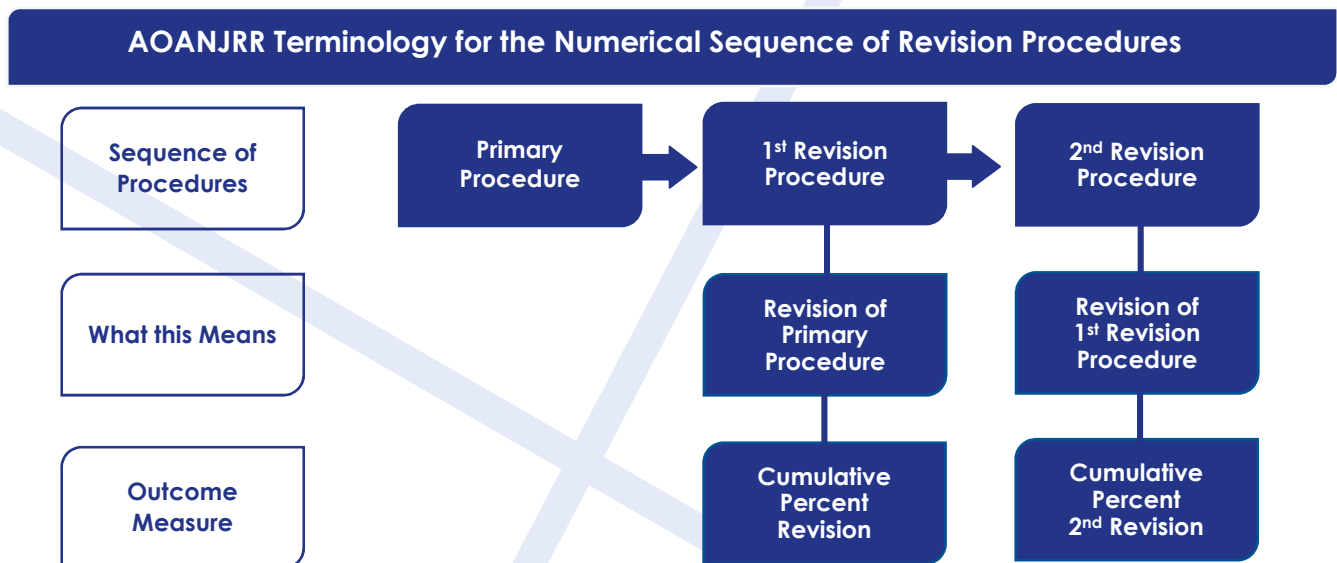 AOANJRR Terminology for the Numerical Sequence of Revision Procedures
Sequence of
Procedures
Primary
Procedure
1st Revision
Procedure
2nd Revision
Procedure
What this Means
Revision of
Primary
Procedure
Revision of
1st Revision
Procedure
Outcome
Measure
Cumulative
Percent
Revision
Cumulative
Percent
2nd Revision